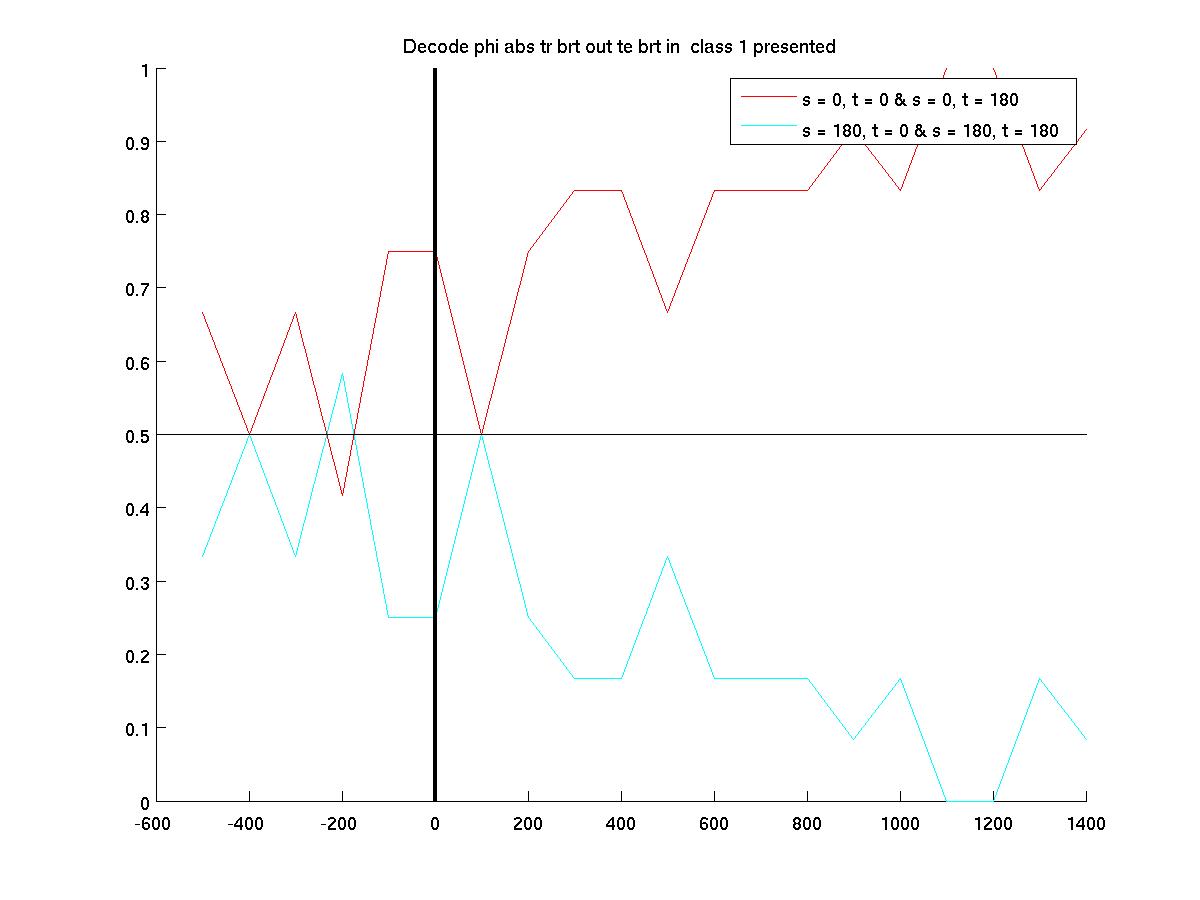 Decode phi abs tr brt out te brt in  class 1 presented
s = 0, t = 0 & s = 0, t = 180
s = 180, t = 0 & s = 180, t = 180
1
0.9
0.8
0.7
0.6
0.5
0.4
0.3
0.2
0.1
0
-600 -400 -200 0 200 400 600 800 1000 1200 1400